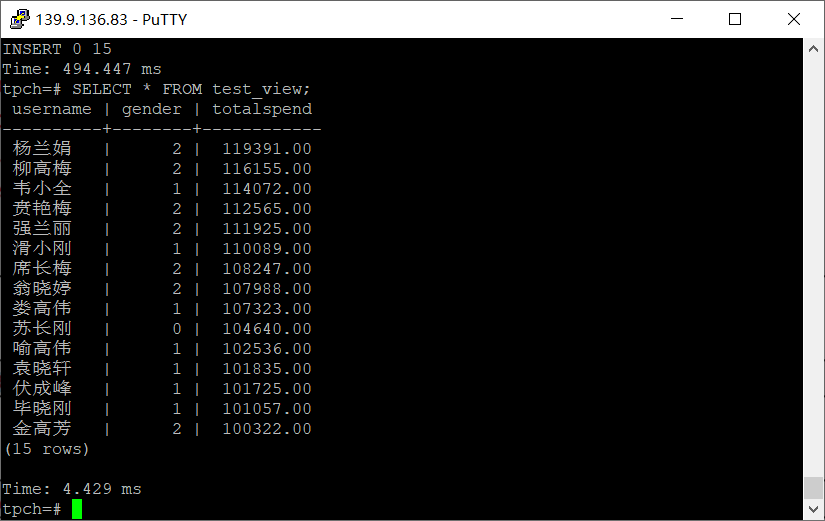 139.9.136.83 - PuTTY
INSERT 0 15
Time: 494.447 ms
tpch=# SELECT * FROM test_view;
 username | gender | totalspend
----------+--------+------------
 杨兰娟   |      2 |  119391.00
 柳高梅   |      2 |  116155.00
 韦小全   |      1 |  114072.00
 贲艳梅   |      2 |  112565.00
 强兰丽   |      2 |  111925.00
 滑小刚   |      1 |  110089.00
 席长梅   |      2 |  108247.00
 翁晓婷   |      2 |  107988.00
 娄高伟   |      1 |  107323.00
 苏长刚   |      0 |  104640.00
 喻高伟   |      1 |  102536.00
 袁晓轩   |      1 |  101835.00
 伏成峰   |      1 |  101725.00
 毕晓刚   |      1 |  101057.00
 金高芳   |      2 |  100322.00
(15 rows)
Time: 4.429 ms
tpch=#